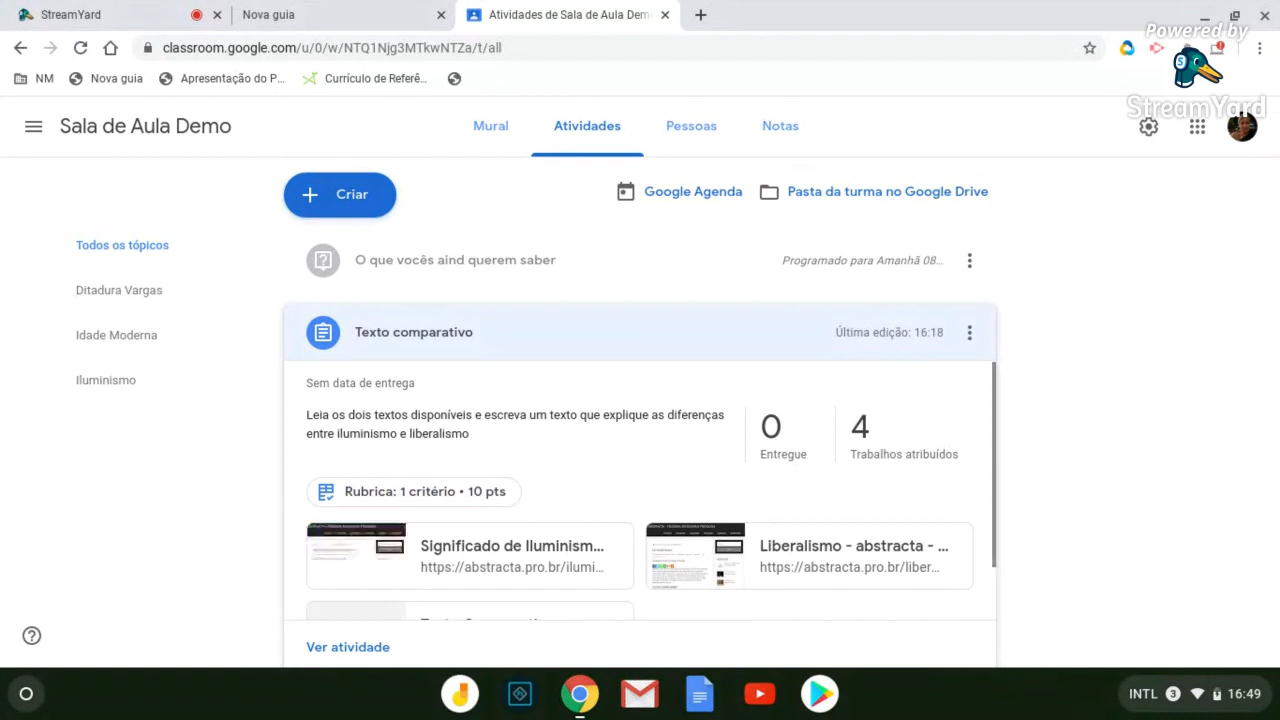 StreamYard
Nova guia
Atividades de Sala de Aula Dem
Powered by
StreamYard
classroom.google.com/u/0/w/NTQ1Njg3MTkwNTZa/t/all
NM
Nova guia
Apresentação do P...
Currículo de Referê...
Sala de Aula Demo
Mural
Atividades
Pessoas
Notas
Criar
Google Agenda
Pasta da turma no Google Drive
Todos os tópicos
Ditadura Vargas
Idade Moderna
Iluminismo
O que vocês aind querem saber
Programado para Amanhã 08...
Texto comparativo
Última edição: 16:18
Sem data de entrega
Leia os dois textos disponíveis e escreva um texto que explique as diferenças
entre iluminismo e liberalismo
0
Entregue
4
Trabalhos atribuídos
Rubrica: 1 critério • 10 pts
Significado de Iluminism...
https://abstracta.pro.br/ilumi...
Liberalismo - abstracta - ...
https://abstracta.pro.br/liber...
Ver atividade
INTL
3
16:49